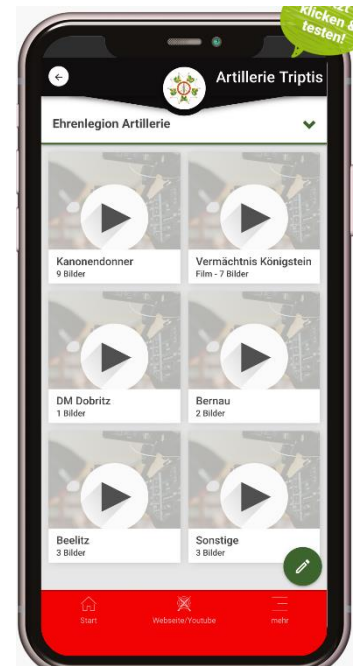 klicken &
testen!
Artillerie Triptis
Ehrenlegion Artillerie
Kanonendonner
9 Bilder
Vermächtnis Königstein
Film - 7 Bilder
DM Dobritz
1 Bilder
Bernau
2 Bilder
Beelitz
3 Bilder
Sonstige
3 Bilder
Start
Webseite/Youtube
mehr